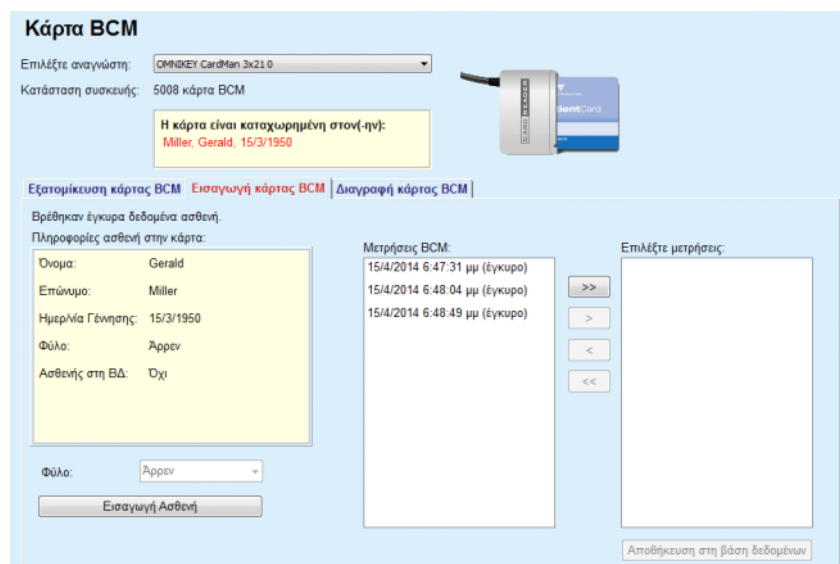 Κάρτα BCM
Επιλέξτε αναγνώστη: OMNIKEY CardMan 3x21 0
Κατάσταση συσκευής: 5008 κάρτα BCM
Η κάρτα είναι καταχωρημένη στον(-ην):
Miller, Gerald, 15/3/1950
CARD READER
ientCard
Εξατομίκευση κάρτας BCM Εισαγωγή κάρτας BCM Διαγραφή κάρτας BCM
Βρέθηκαν έγκυρα δεδομένα ασθενή.
Πληροφορίες ασθενή στην κάρτα:
Όνομα: Gerald
Επώνυμο: Miller
Ημερ/νία Γέννησης: 15/3/1950
Φύλο: Άρρεν
Ασθενής στη ΒΔ: Όχι
Φύλο: Άρρεν
Εισαγωγή Ασθενή
Μετρήσεις BCM:
15/4/2014 6:47:31 μμ (έγκυρο)
15/4/2014 6:48:04 μμ (έγκυρο)
15/4/2014 6:48:49 μμ (έγκυρο)
>>
>
<
<<
Επιλέξτε μετρήσεις:
Αποθήκευση στη βάση δεδομένων